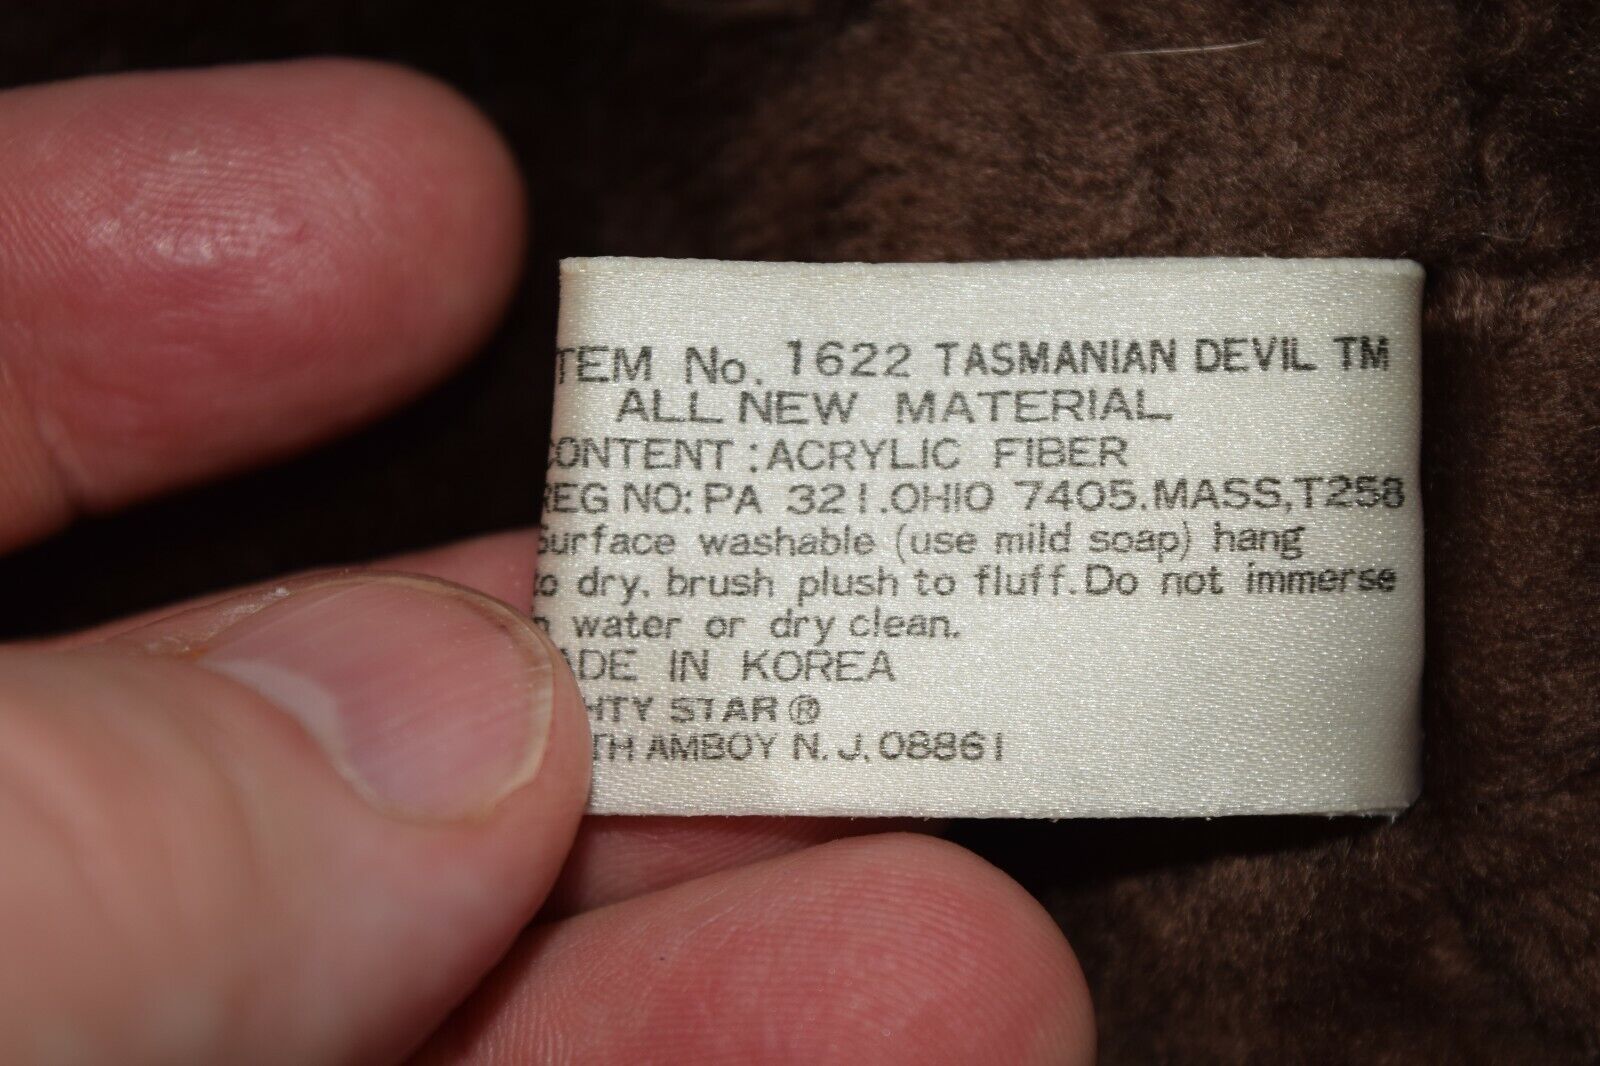 TEM No. 1622 TASMANIAN DEVIL TM
ALL NEW MATERIAL
CONTENT : ACRYLIC FIBER
REG NO: PA 321. OHIO 7405. MASS, T258
Surface washable (use mild soap) hang
to dry. brush plush to fluff. Do not immerse
n water or dry clean.
ADE IN KOREA
HTY STAR ®
TH AMBOY N. J. 08861